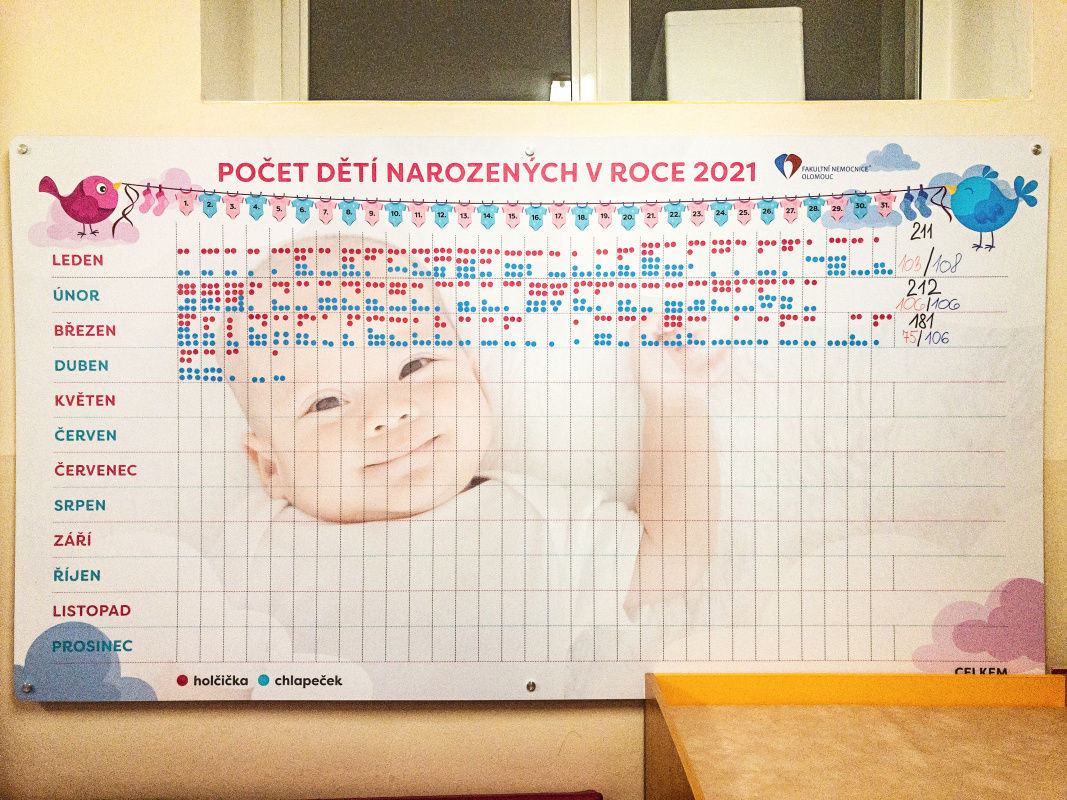 POČET DĚTÍ NAROZENÝCH V ROCE 2021
FAKULTNÍ NEMOCNICE
OLOMOUC
1. 2. 3. 4. 5. 6. 7. 8. 9. 10. 11. 12. 13. 14. 15. 16. 17. 18. 19. 20. 21. 22. 23. 24. 25. 26. 27. 28. 29. 30. 31.
211
LEDEN 103/108
212
ÚNOR 106/106
181
BŘEZEN 75/106
DUBEN
KVĚTEN
ČERVEN
ČERVENEC
SRPEN
ZÁŘÍ
ŘÍJEN
LISTOPAD
PROSINEC
CELKEM
holčička chlapeček